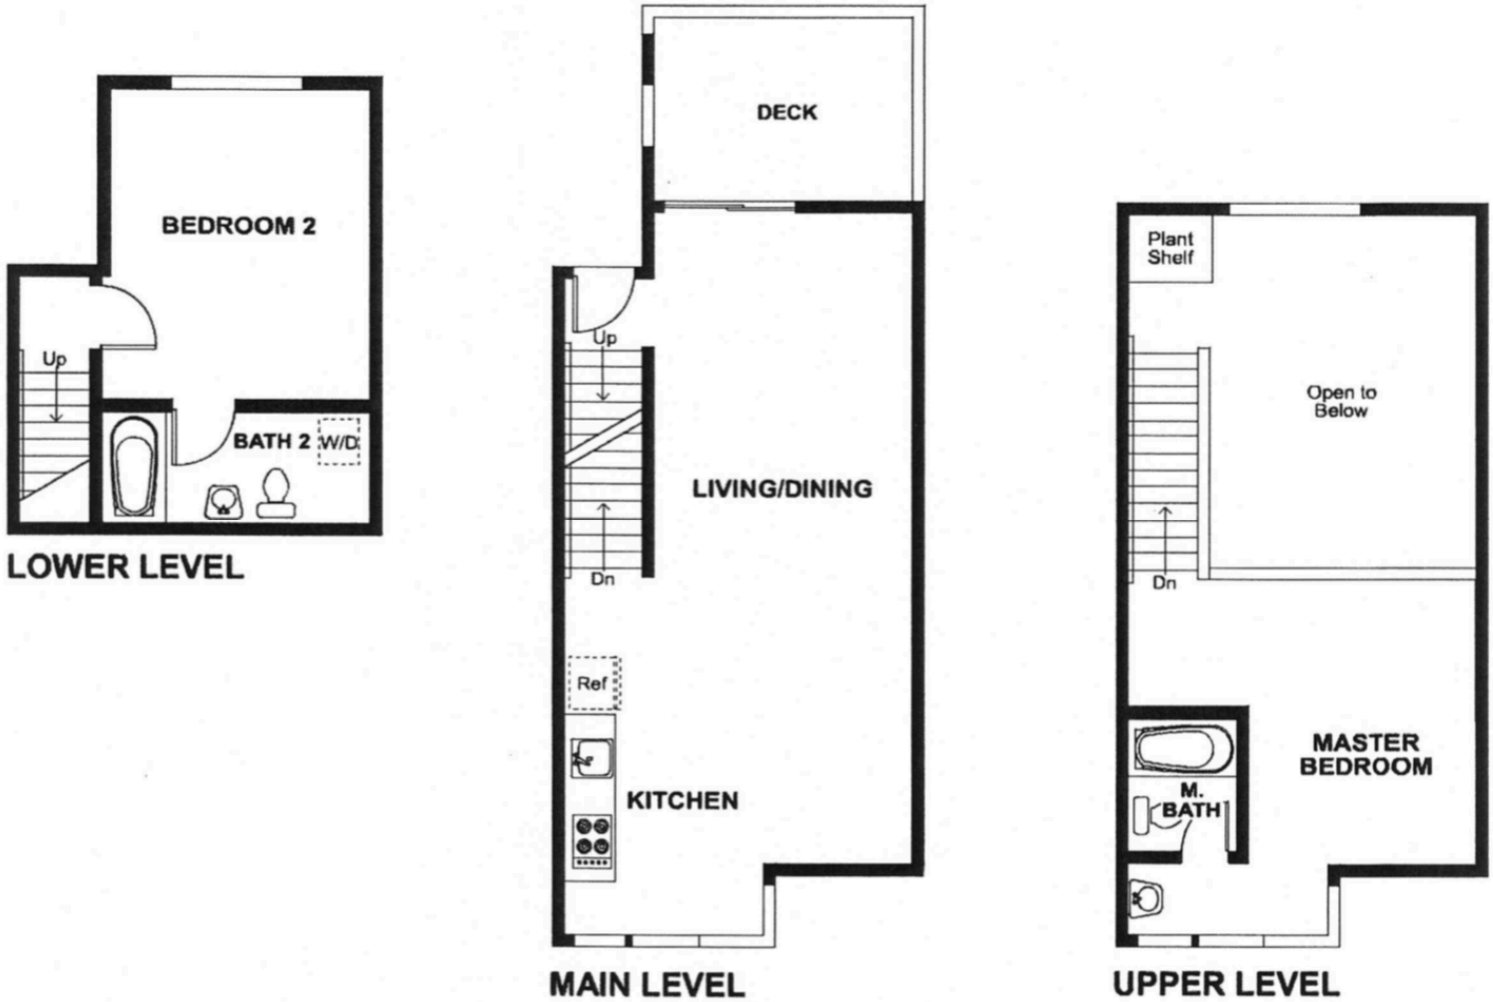 BEDROOM 2
Up
BATH 2
W/D
LOWER LEVEL
DECK
Up
LIVING/DINING
Dn
Ref
KITCHEN
MAIN LEVEL
Plant
Shelf
Open to
Below
Dn
MASTER
BEDROOM
M.
BATH
UPPER LEVEL